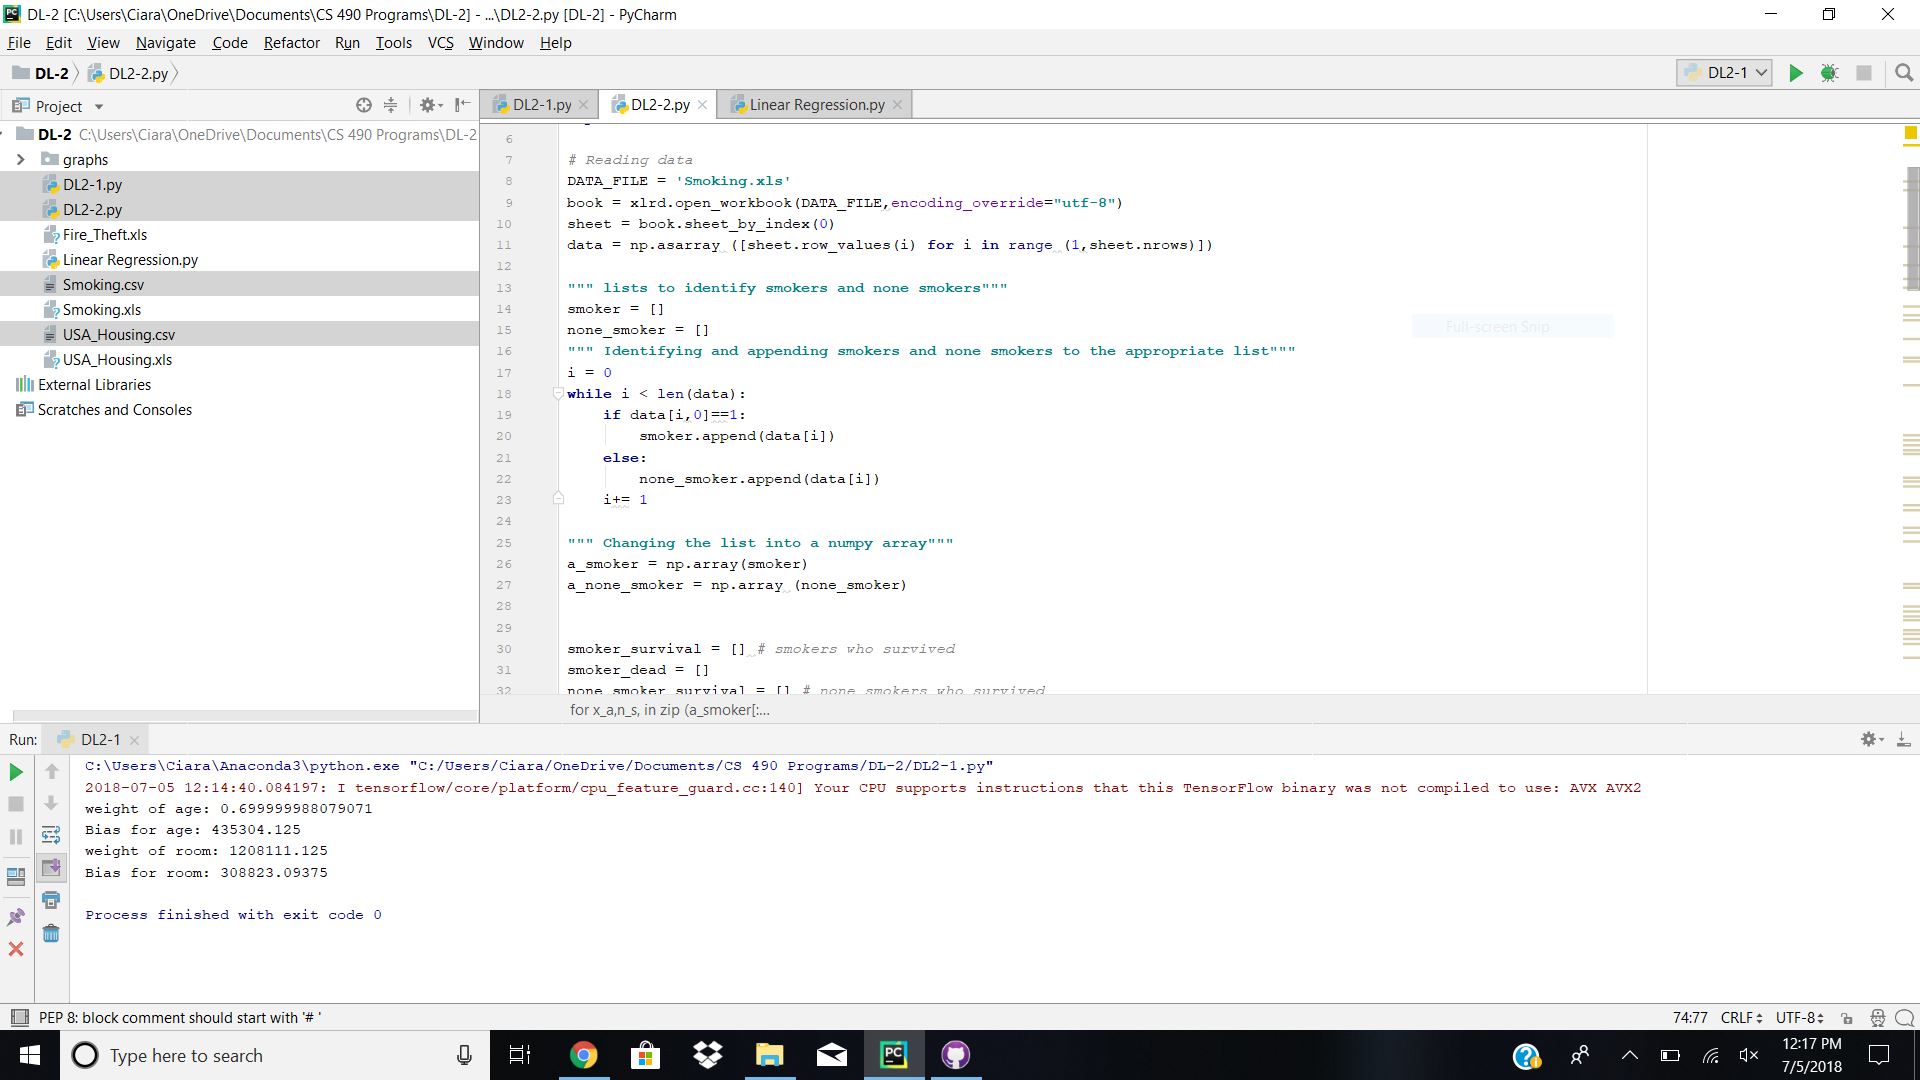 DL-2 [C:\Users\Ciara\OneDrive\Documents\CS 490 Programs\DL-2] - ...\DL2-2.py [DL-2] - PyCharm
File Edit View Navigate Code Refactor Run Tools VCS Window Help
DL-2 DL2-2.py DL2-1
Project
DL2-1.py DL2-2.py Linear Regression.py
DL-2 C:\Users\Ciara\OneDrive\Documents\CS 490 Programs\DL-2
graphs
DL2-1.py
DL2-2.py
Fire_Theft.xls
Linear Regression.py
Smoking.csv
Smoking.xls
USA_Housing.csv
USA_Housing.xls
External Libraries
Scratches and Consoles
6
7 # Reading data
8 DATA_FILE = 'Smoking.xls'
9 book = xlrd.open_workbook(DATA_FILE,encoding_override="utf-8")
10 sheet = book.sheet_by_index(0)
11 data = np.asarray ([sheet.row_values(i) for i in range (1,sheet.nrows)])
12
13 """ lists to identify smokers and none smokers"""
14 smoker = []
15 none_smoker = []
16 """ Identifying and appending smokers and none smokers to the appropriate list"""
17 i = 0
18 while i < len(data):
19 if data[i,0]==1:
20 smoker.append(data[i])
21 else:
22 none_smoker.append(data[i])
23 i+= 1
24
25 """ Changing the list into a numpy array"""
26 a_smoker = np.array(smoker)
27 a_none_smoker = np.array (none_smoker)
28
29
30 smoker_survival = [] # smokers who survived
31 smoker_dead = []
32 none_smoker_survival = [] # none smokers who survived
Full-screen Snip
for x_a,n_s, in zip (a_smoker[:...
Run: DL2-1
C:\Users\Ciara\Anaconda3\python.exe "C:/Users/Ciara/OneDrive/Documents/CS 490 Programs/DL-2/DL2-1.py"
2018-07-05 12:14:40.084197: I tensorflow/core/platform/cpu_feature_guard.cc:140] Your CPU supports instructions that this TensorFlow binary was not compiled to use: AVX AVX2
weight of age: 0.699999988079071
Bias for age: 435304.125
weight of room: 1208111.125
Bias for room: 308823.09375
Process finished with exit code 0
PEP 8: block comment should start with '# '
74:77 CRLF UTF-8
Type here to search
PC
12:17 PM
7/5/2018